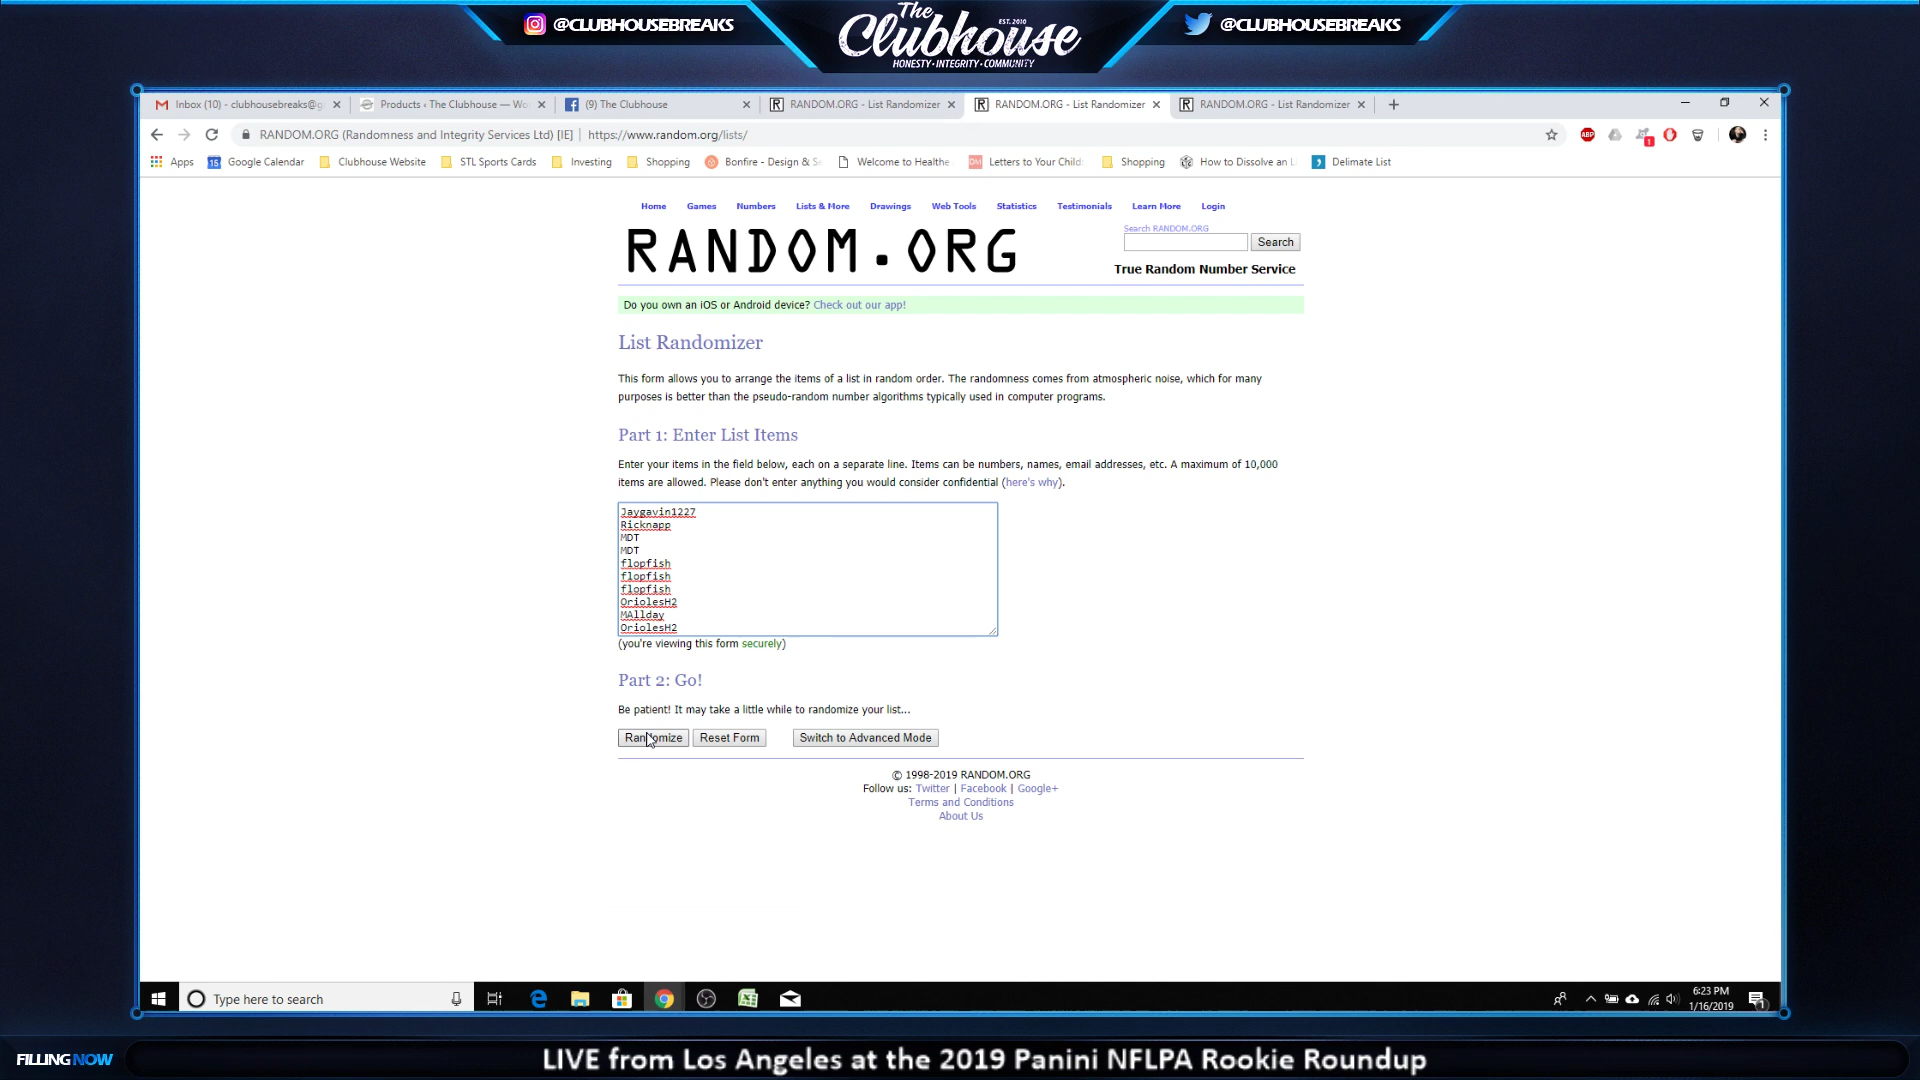 @CLUBHOUSEBREAKS
The Clubhouse
EST. 2010
HONESTY • INTEGRITY • COMMUNITY
@CLUBHOUSEBREAKS
Inbox (10) - clubhousebreaks@g
Products ‹ The Clubhouse — Wo
(9) The Clubhouse
RANDOM.ORG - List Randomizer
RANDOM.ORG - List Randomizer
RANDOM.ORG - List Randomizer
RANDOM.ORG (Randomness and Integrity Services Ltd) [IE] | https://www.random.org/lists/
ABP
1
Apps
15 Google Calendar
Clubhouse Website
STL Sports Cards
Investing
Shopping
Bonfire - Design & S
Welcome to Healthe
DM Letters to Your Child
Shopping
How to Dissolve an L
Delimate List
Home Games Numbers Lists & More Drawings Web Tools Statistics Testimonials Learn More Login
RANDOM.ORG
Search RANDOM.ORG
Search
True Random Number Service
Do you own an iOS or Android device? Check out our app!
List Randomizer
This form allows you to arrange the items of a list in random order. The randomness comes from atmospheric noise, which for many
purposes is better than the pseudo-random number algorithms typically used in computer programs.
Part 1: Enter List Items
Enter your items in the field below, each on a separate line. Items can be numbers, names, email addresses, etc. A maximum of 10,000
items are allowed. Please don't enter anything you would consider confidential (here's why).
Jaygavin1227
Ricknapp
MDT
MDT
flopfish
flopfish
flopfish
OriolesH2
MAllday
OriolesH2
(you're viewing this form securely)
Part 2: Go!
Be patient! It may take a little while to randomize your list...
Randomize
Reset Form
Switch to Advanced Mode
© 1998-2019 RANDOM.ORG
Follow us: Twitter | Facebook | Google+
Terms and Conditions
About Us
Type here to search
6:23 PM
1/16/2019
1
FILLING NOW
LIVE from Los Angeles at the 2019 Panini NFLPA Rookie Roundup